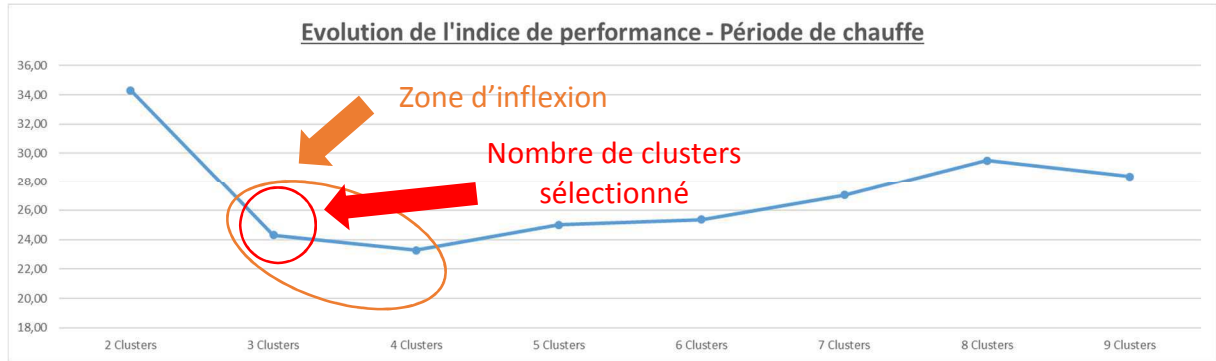 Evolution de l'indice de performance - Période de chauffe
36,00
34,00
32,00
30,00
28,00
26,00
24,00
22,00
20,00
18,00
Zone d’inflexion
Nombre de clusters
sélectionné
2 Clusters
3 Clusters
4 Clusters
5 Clusters
6 Clusters
7 Clusters
8 Clusters
9 Clusters